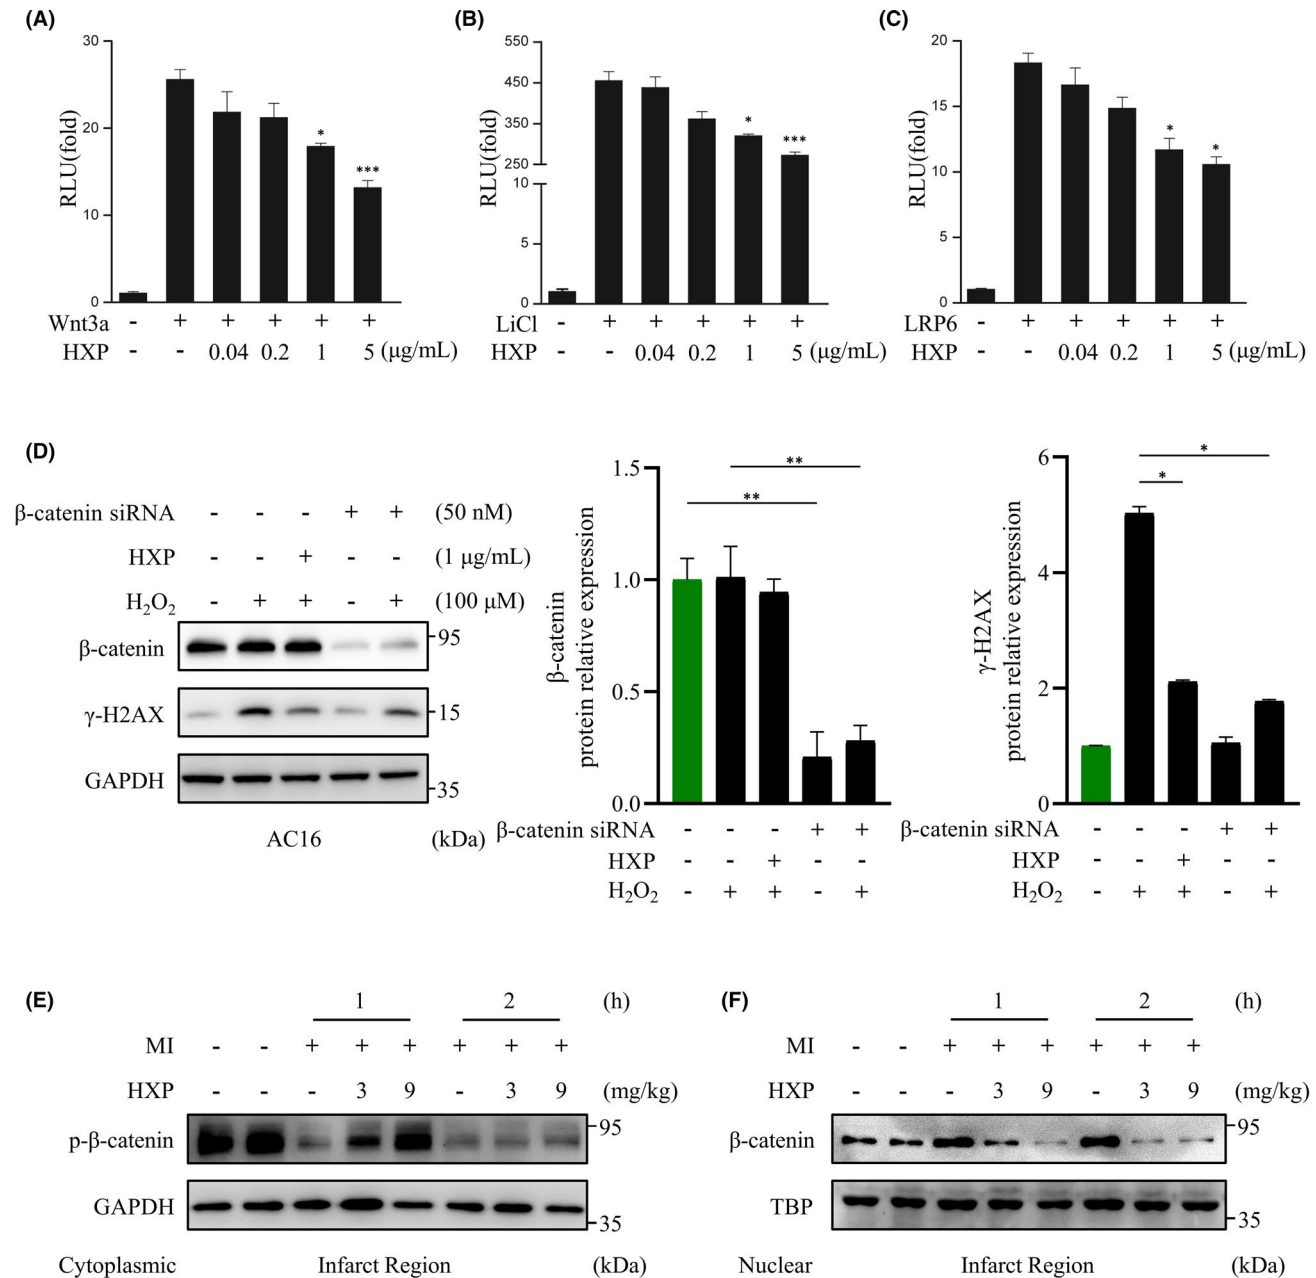 (A)
30
20
10
0
RLU(fold)
*
***
Wnt3a - + + + + +
HXP - - 0.04 0.2 1 5 (μg/mL)
(B)
550
450
350
250
10
5
0
RLU(fold)
*
***
LiCl - + + + + +
HXP - - 0.04 0.2 1 5 (μg/mL)
(C)
20
15
10
5
0
RLU(fold)
*
*
LRP6 - + + + + +
HXP - - 0.04 0.2 1 5 (μg/mL)
(D)
β-catenin siRNA - - - + + (50 nM)
HXP - - + - - (1 μg/mL)
H₂O₂ - + + - + (100 μM)
β-catenin 95
γ-H2AX 15
GAPDH 35
AC16 (kDa)
β-catenin
protein relative expression
1.5
1.0
0.5
0.0
**
**
β-catenin siRNA - - - + +
HXP - - + - -
H₂O₂ - + + - +
γ-H2AX
protein relative expression
6
4
2
0
*
*
β-catenin siRNA - - - + +
HXP - - + - -
H₂O₂ - + + - +
(E)
1 2 (h)
MI - - + + + + + +
HXP - - - 3 9 - 3 9 (mg/kg)
p-β-catenin 95
GAPDH 35
Cytoplasmic Infarct Region (kDa)
(F)
1 2 (h)
MI - - + + + + + +
HXP - - - 3 9 - 3 9 (mg/kg)
β-catenin 95
TBP 35
Nuclear Infarct Region (kDa)